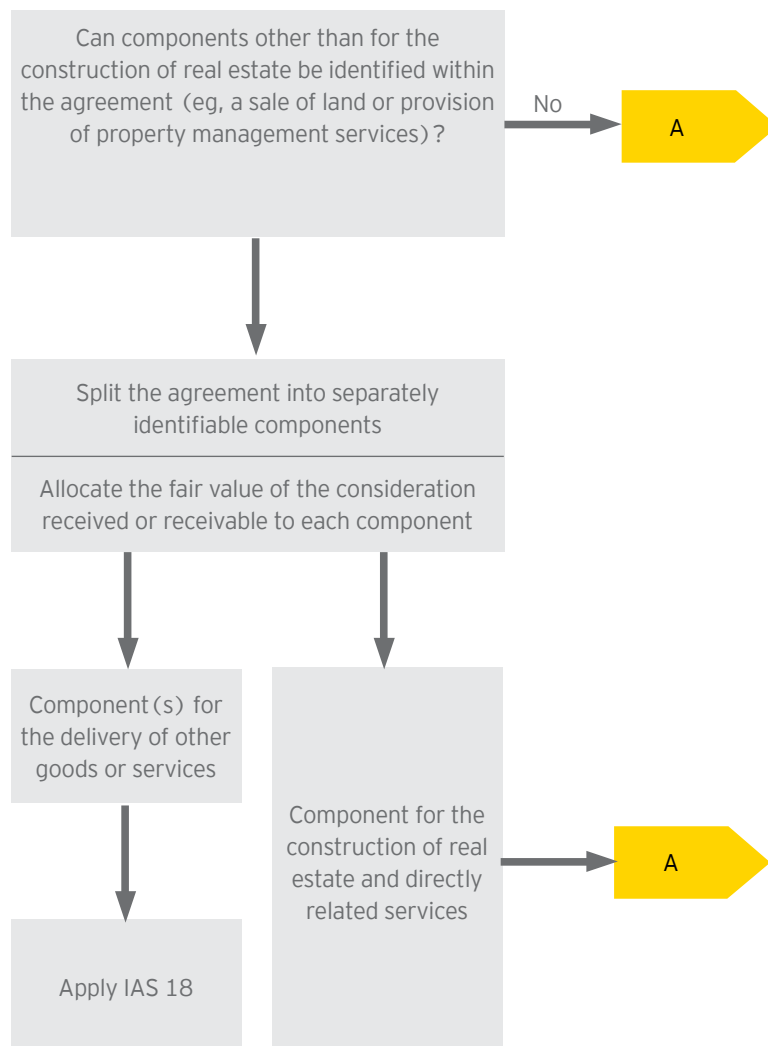 Can components other than for the
construction of real estate be identified within
the agreement (eg, a sale of land or provision
of property management services)?
No
A
Split the agreement into separately
identifiable components
Allocate the fair value of the consideration
received or receivable to each component
Component(s) for
the delivery of other
goods or services
Component for the
construction of real
estate and directly
related services
A
Apply IAS 18